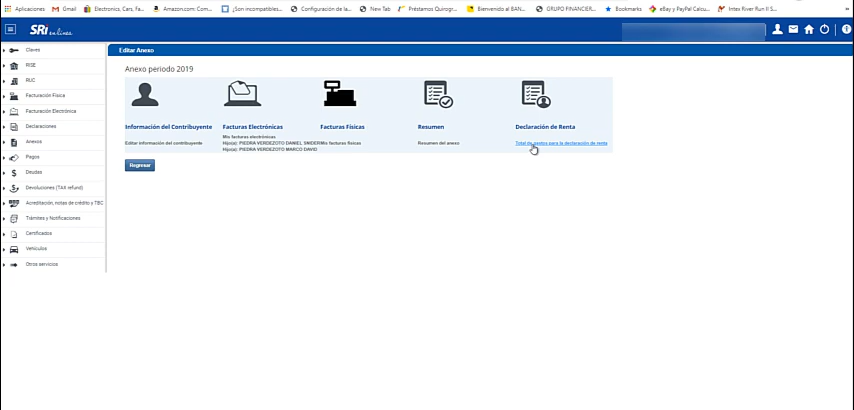 Aplicaciones M Gmail Electronics, Cars, Fa... Amazon.com: Com... ¿Son incompatibles... Configuración de la... New Tab Préstamos Quirogr... Bienvenido al BAN... GRUPO FINANCIER... Bookmarks eBay y PayPal Calcu... Intex River Run II S... »
SRi en línea
Claves
RISE
RUC
Facturación Física
Facturación Electrónica
Declaraciones
Anexos
Pagos
Deudas
Devoluciones (TAX refund)
Acreditación, notas de crédito y TBC
Trámites y Notificaciones
Certificados
Vehículos
Otros servicios
Editar Anexo
Anexo periodo 2019
Información del Contribuyente
Editar información del contribuyente
Facturas Electrónicas
Mis facturas electrónicas
Hijo(a): PIEDRA VERDEZOTO DANIEL SNIDER
Hijo(a): PIEDRA VERDEZOTO MARCO DAVID
Facturas Físicas
Mis facturas físicas
Resumen
Resumen del anexo
Declaración de Renta
Total de gastos para la declaración de renta
Regresar